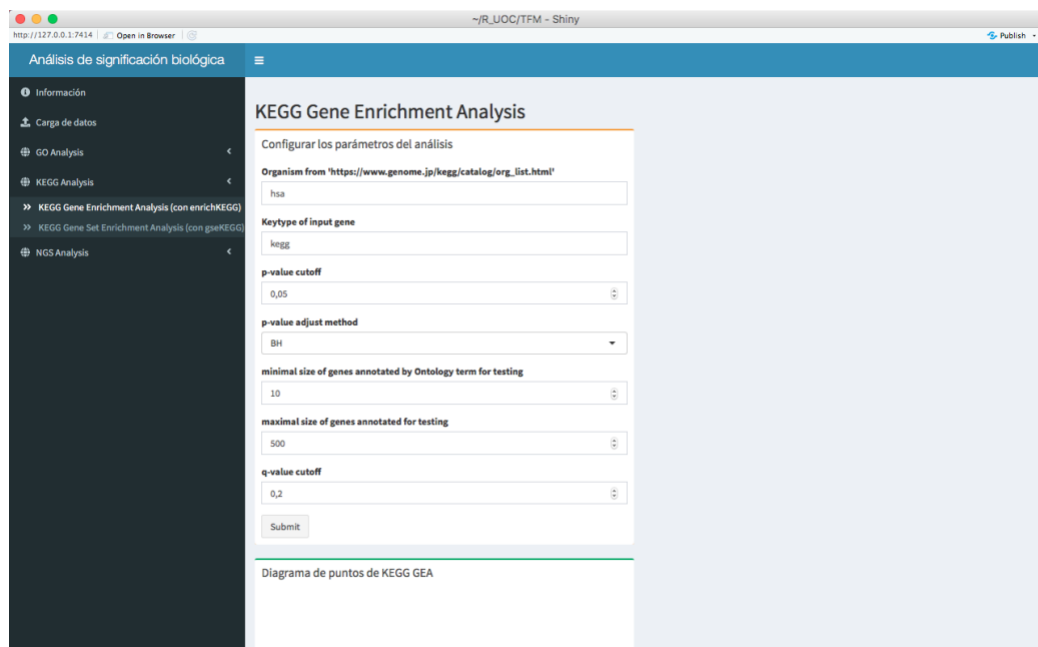 ~/R_UOC/TFM - Shiny
http://127.0.0.1:7414 Open in Browser Publish
Análisis de significación biológica
Información
Carga de datos
GO Analysis
KEGG Analysis
KEGG Gene Enrichment Analysis (con enrichKEGG)
KEGG Gene Set Enrichment Analysis (con gseKEGG)
NGS Analysis
KEGG Gene Enrichment Analysis
Configurar los parámetros del análisis
Organism from 'https://www.genome.jp/kegg/catalog/org_list.html'
hsa
Keytype of input gene
kegg
p-value cutoff
0,05
p-value adjust method
BH
minimal size of genes annotated by Ontology term for testing
10
maximal size of genes annotated for testing
500
q-value cutoff
0,2
Submit
Diagrama de puntos de KEGG GEA